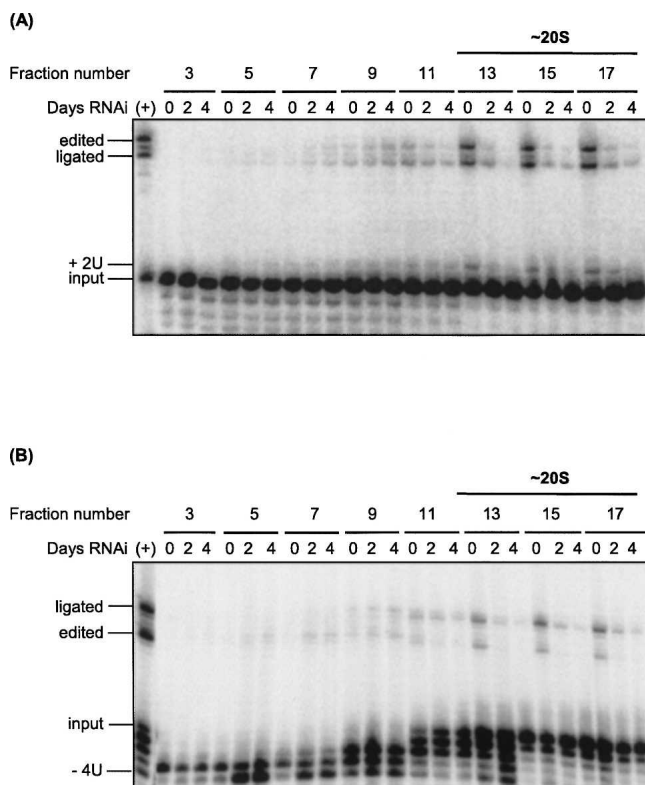 (A)
~20S
Fraction number 3 5 7 9 11 13 15 17
Days RNAi (+) 0 2 4 0 2 4 0 2 4 0 2 4 0 2 4 0 2 4 0 2 4 0 2 4
edited
ligated
+ 2U
input
(B)
~20S
Fraction number 3 5 7 9 11 13 15 17
Days RNAi (+) 0 2 4 0 2 4 0 2 4 0 2 4 0 2 4 0 2 4 0 2 4 0 2 4
ligated
edited
input
- 4U